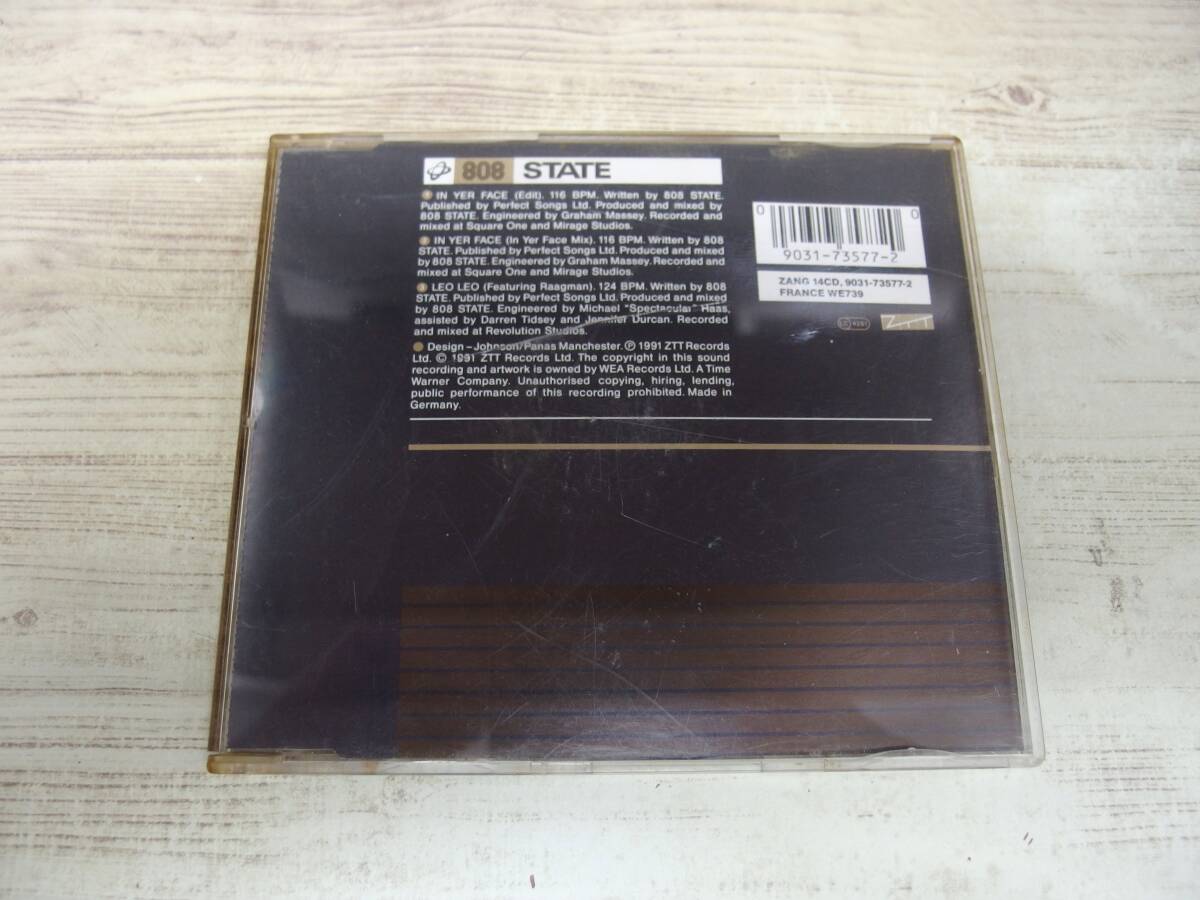 808 STATE
1 IN YER FACE (Edit). 116 BPM. Written by 808 STATE.
Published by Perfect Songs Ltd. Produced and mixed by
808 STATE. Engineered by Graham Massey. Recorded and
mixed at Square One and Mirage Studios.
2 IN YER FACE (In Yer Face Mix). 116 BPM. Written by 808
STATE. Published by Perfect Songs Ltd. Produced and mixed
by 808 STATE. Engineered by Graham Massey. Recorded and
mixed at Square One and Mirage Studios.
3 LEO LEO (Featuring Raagman). 124 BPM. Written by 808
STATE. Published by Perfect Songs Ltd. Produced and mixed
by 808 STATE. Engineered by Michael "Spectacular" Haas,
assisted by Darren Tidsey and Jennifer Durcan. Recorded
and mixed at Revolution Studios.
Design – Johnson/Panas Manchester. ℗ 1991 ZTT Records
Ltd. © 1991 ZTT Records Ltd. The copyright in this sound
recording and artwork is owned by WEA Records Ltd. A Time
Warner Company. Unauthorised copying, hiring, lending,
public performance of this recording prohibited. Made in
Germany.
0 0
9031-73577-2
ZANG 14CD, 9031-73577-2
FRANCE WE739
ZTT